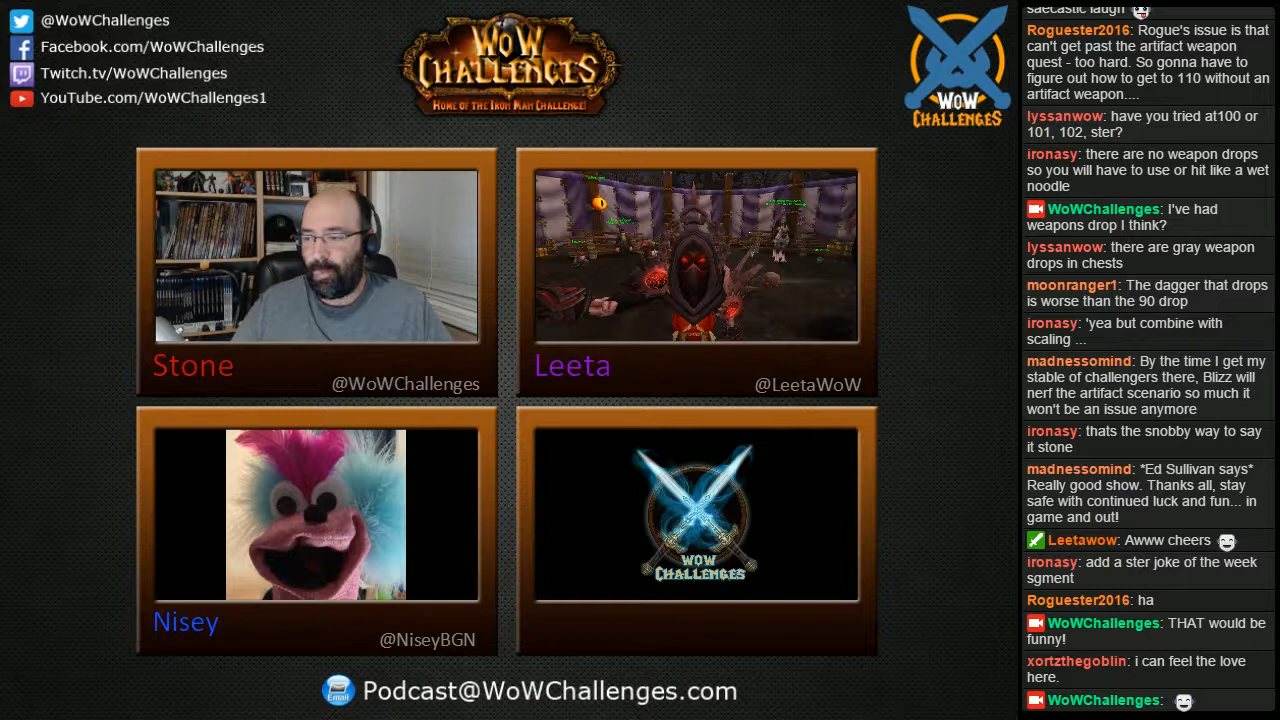 @WoWChallenges
Facebook.com/WoWChallenges
Twitch.tv/WoWChallenges
YouTube.com/WoWChallenges1
WoW
CHALLENGES
HOME OF THE IRON MAN CHALLENGE!
WOW
CHALLENGES
Stone
@WoWChallenges
Leeta
@LeetaWoW
Nisey
@NiseyBGN
WOW
CHALLENGES
Email
Podcast@WoWChallenges.com
saecastic laugh
Roguester2016: Rogue's issue is that
can't get past the artifact weapon
quest - too hard. So gonna have to
figure out how to get to 110 without an
artifact weapon....
lyssanwow: have you tried at100 or
101, 102, ster?
ironasy: there are no weapon drops
so you will have to use or hit like a wet
noodle
WoWChallenges: I've had
weapons drop I think?
lyssanwow: there are gray weapon
drops in chests
moonranger1: The dagger that drops
is worse than the 90 drop
ironasy: 'yea but combine with
scaling ...
madnessomind: By the time I get my
stable of challengers there, Blizz will
nerf the artifact scenario so much it
won't be an issue anymore
ironasy: thats the snobby way to say
it stone
madnessomind: *Ed Sullivan says*
Really good show. Thanks all, stay
safe with continued luck and fun... in
game and out!
Leetawow: Awww cheers
ironasy: add a ster joke of the week
sgment
Roguester2016: ha
WoWChallenges: THAT would be
funny!
xortzthegoblin: i can feel the love
here.
WoWChallenges: